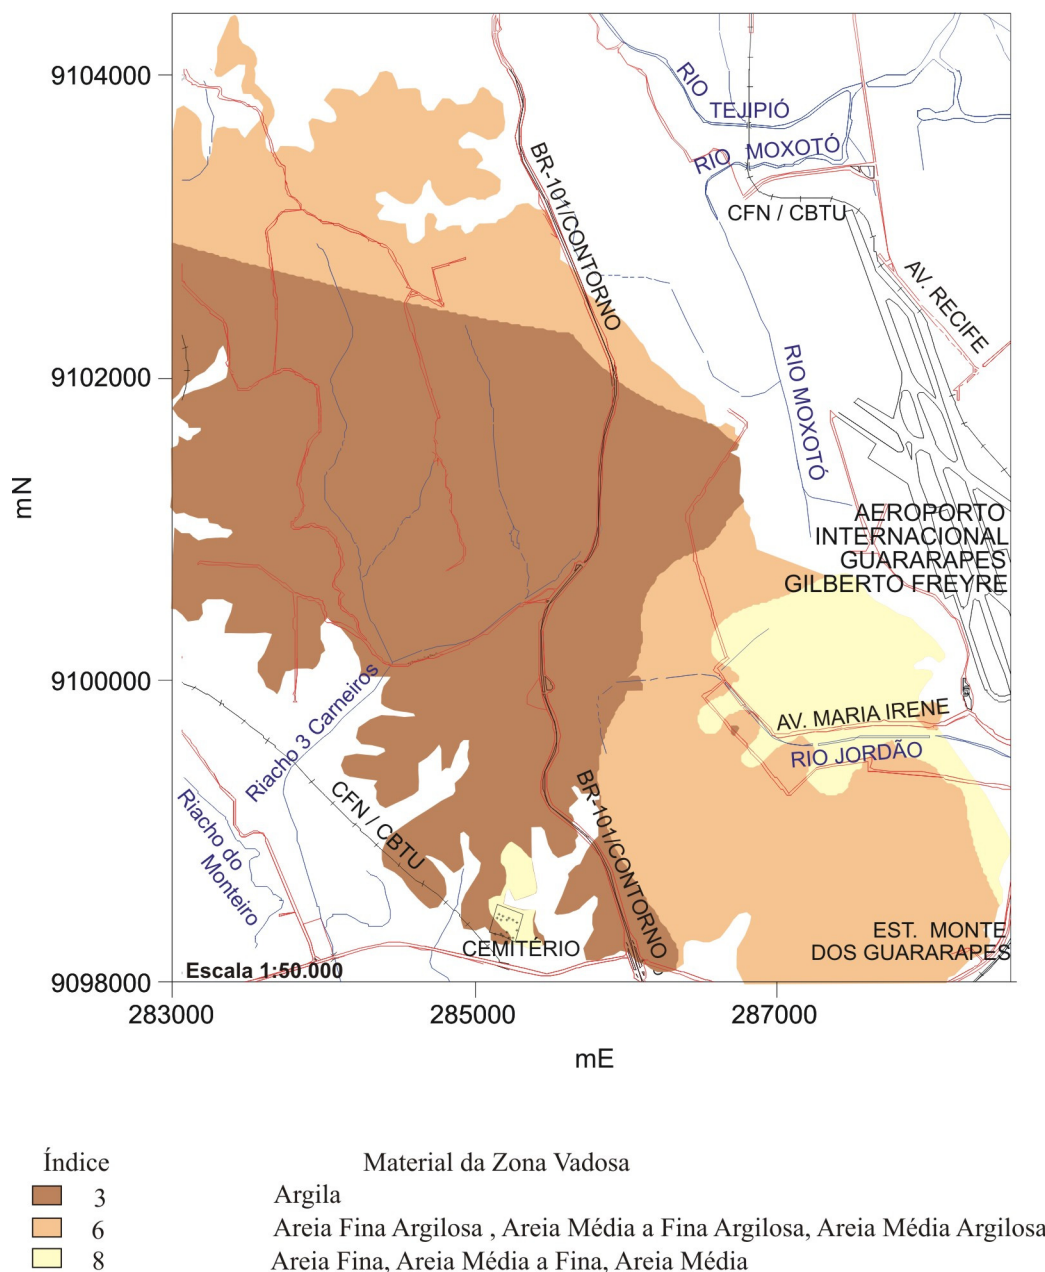 9104000
RIO
TEJIPIÓ
RIO MOXOTÓ
BR-101/CONTORNO
CFN / CBTU
AV. RECIFE
9102000
RIO MOXOTÓ
mN
AEROPORTO
INTERNACIONAL
GUARARAPES
GILBERTO FREYRE
9100000
Riacho 3 Carneiros
AV. MARIA IRENE
RIO JORDÃO
CFN / CBTU
BR-101/CONTORNO
Riacho do
Monteiro
EST. MONTE
DOS GUARARAPES
CEMITÉRIO
Escala 1:50.000
9098000
283000
285000
287000
mE
Índice
Material da Zona Vadosa
3
Argila
6
Areia Fina Argilosa , Areia Média a Fina Argilosa, Areia Média Argilosa
8
Areia Fina, Areia Média a Fina, Areia Média